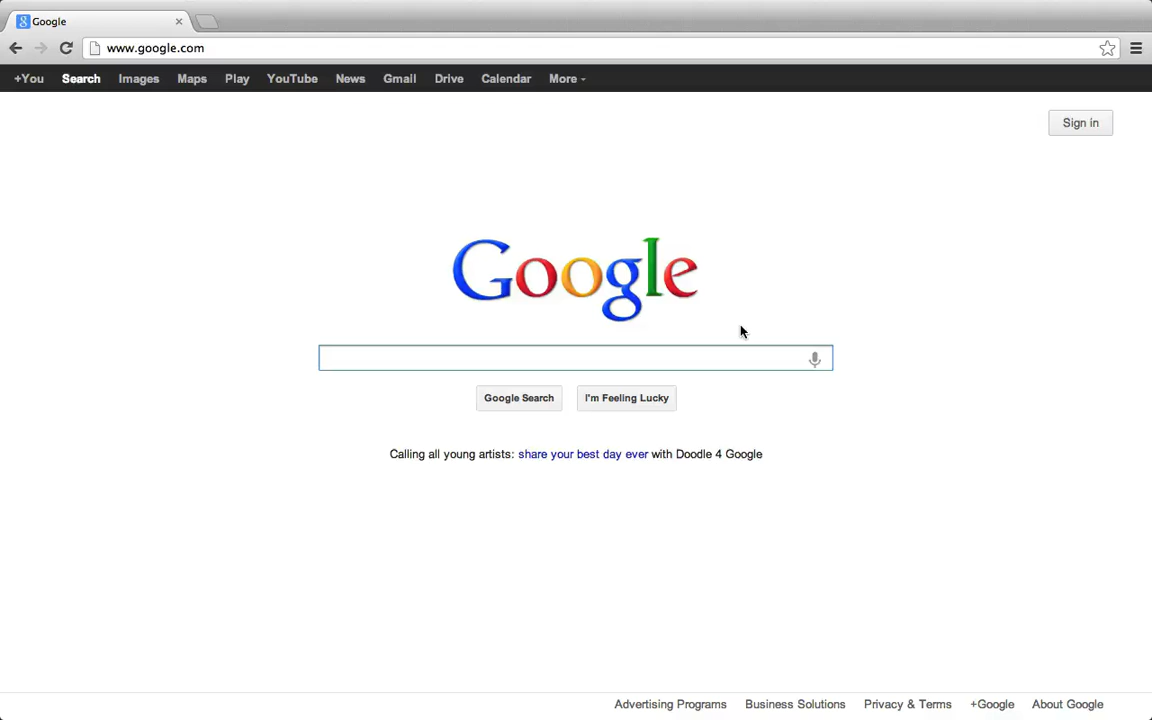 Google
www.google.com
+You Search Images Maps Play YouTube News Gmail Drive Calendar More
Sign in
Google
Google Search I'm Feeling Lucky
Calling all young artists: share your best day ever with Doodle 4 Google
Advertising Programs Business Solutions Privacy & Terms +Google About Google